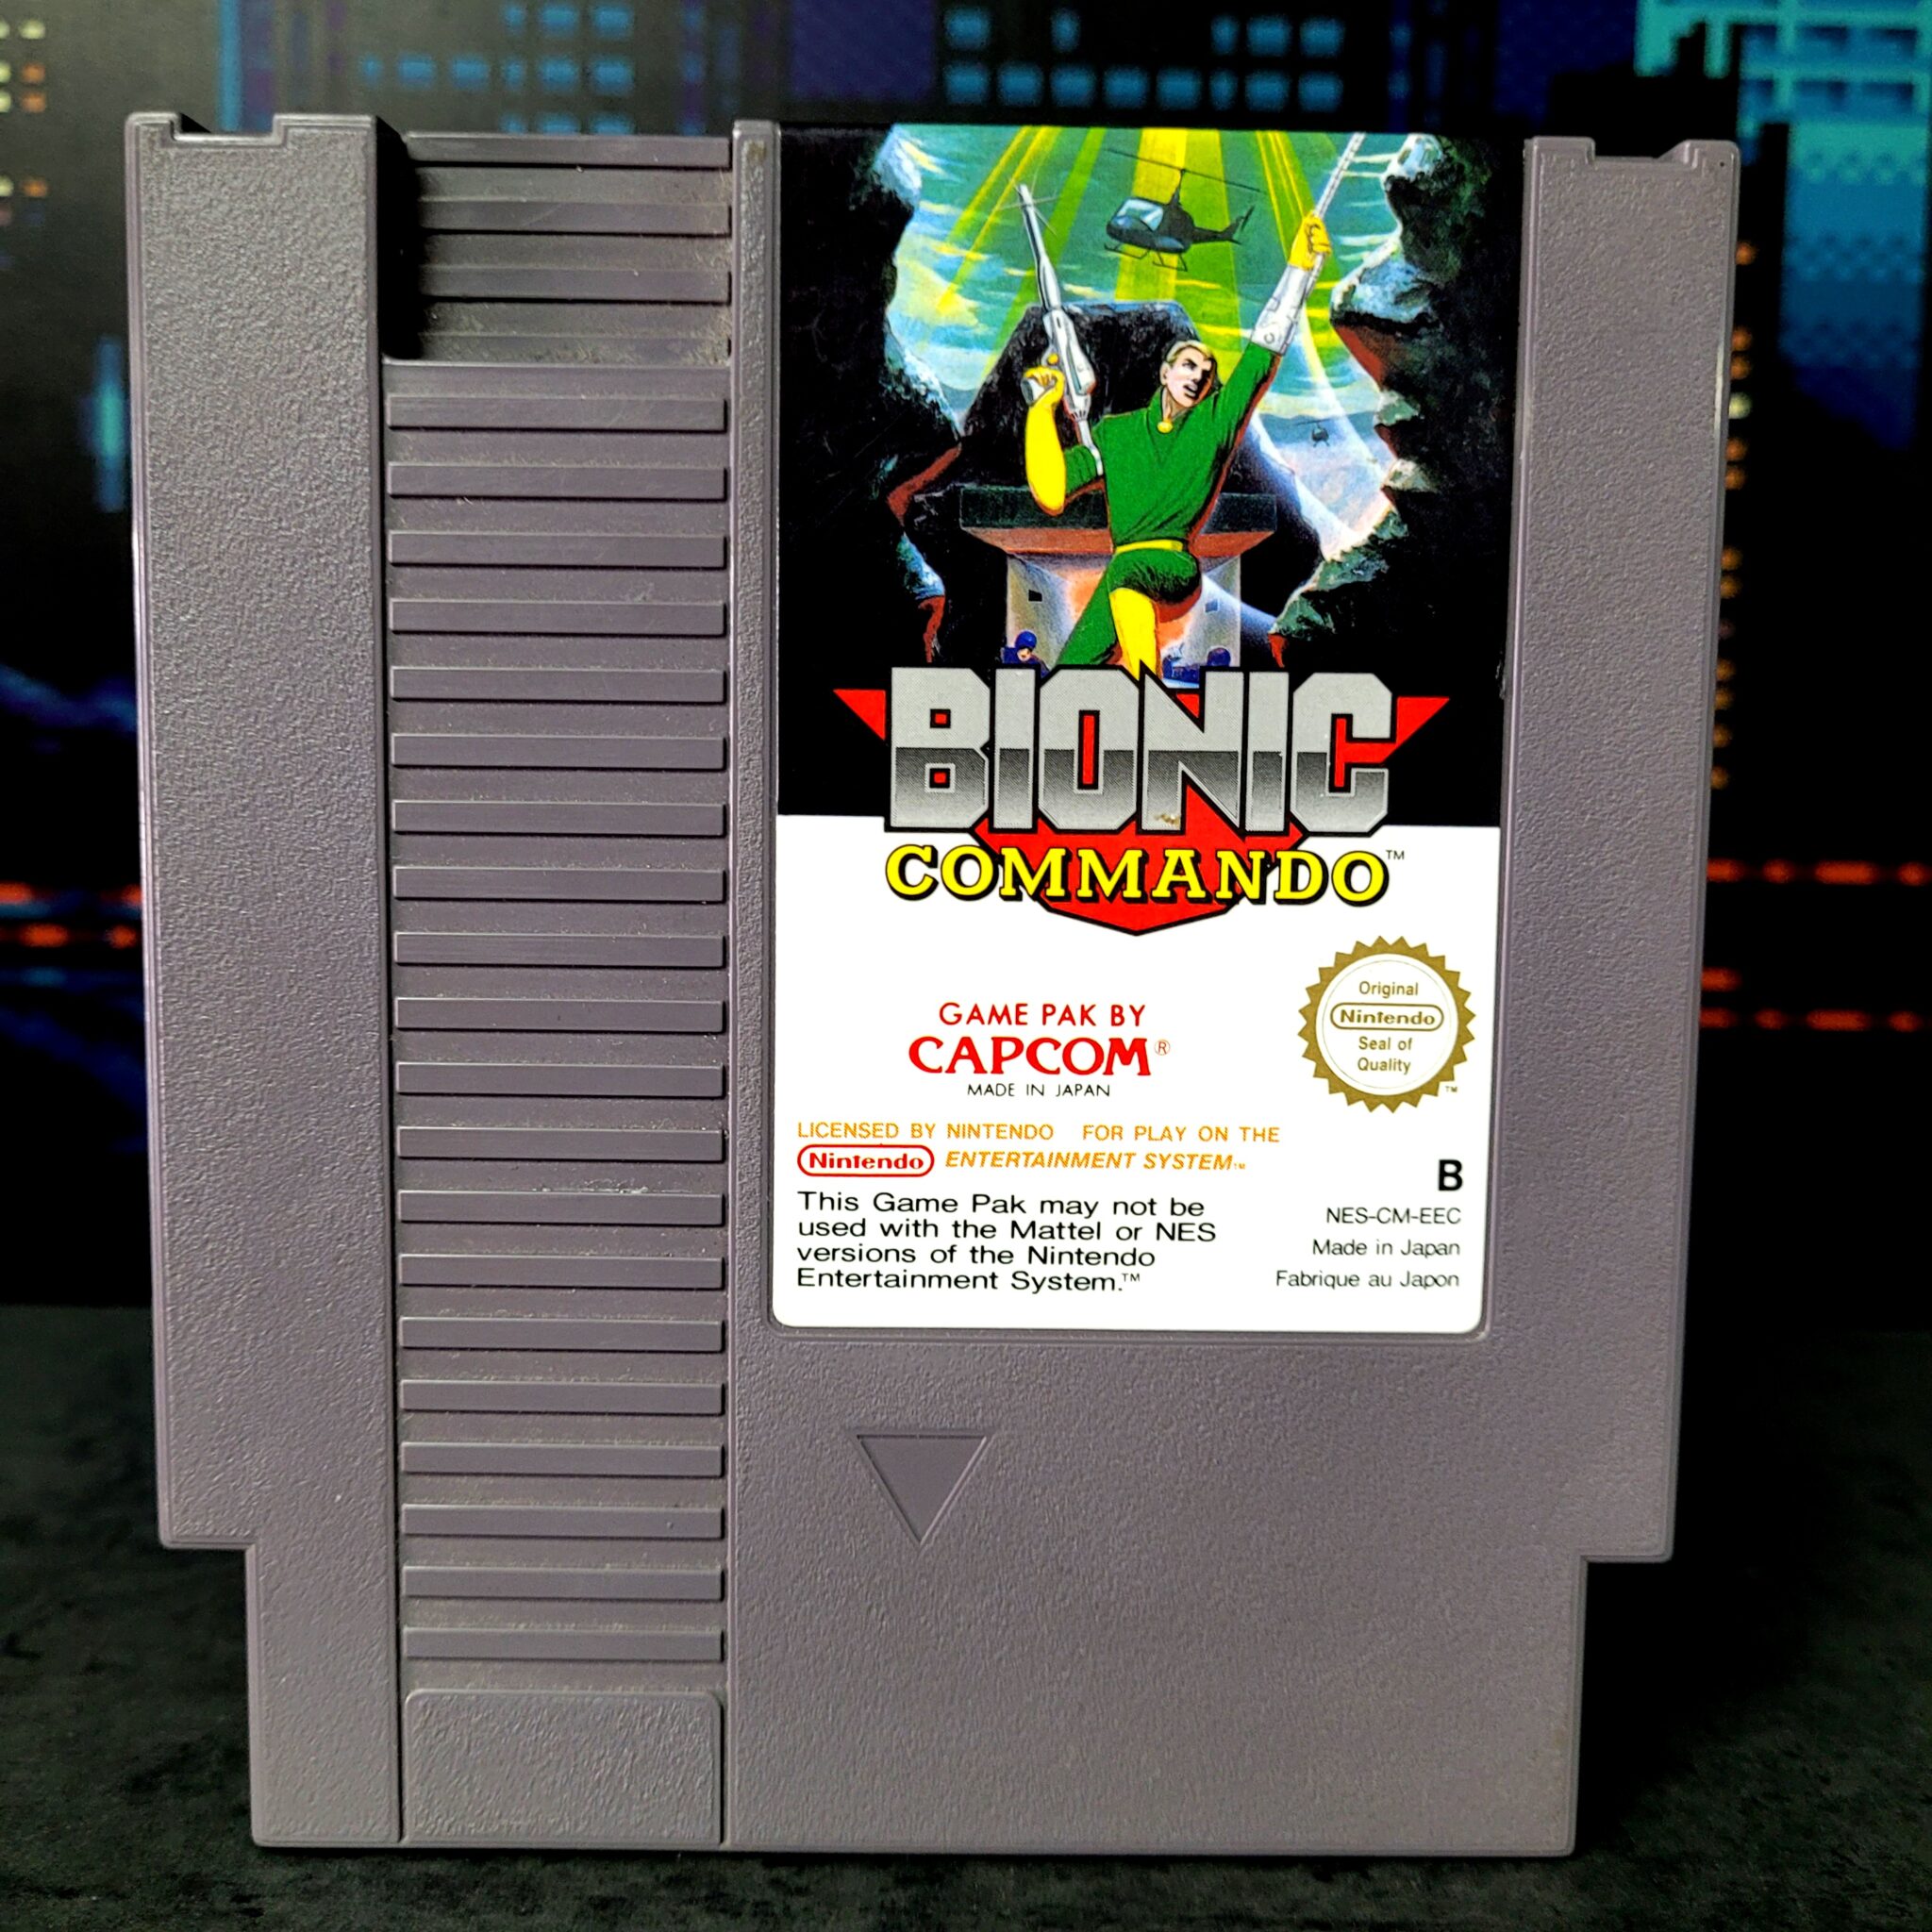 BIONIC
COMMANDO™
GAME PAK BY
CAPCOM®
MADE IN JAPAN
Original
Nintendo
Seal of
Quality
™
LICENSED BY NINTENDO FOR PLAY ON THE
Nintendo ENTERTAINMENT SYSTEM™
This Game Pak may not be
used with the Mattel or NES
versions of the Nintendo
Entertainment System.™
B
NES-CM-EEC
Made in Japan
Fabrique au Japon